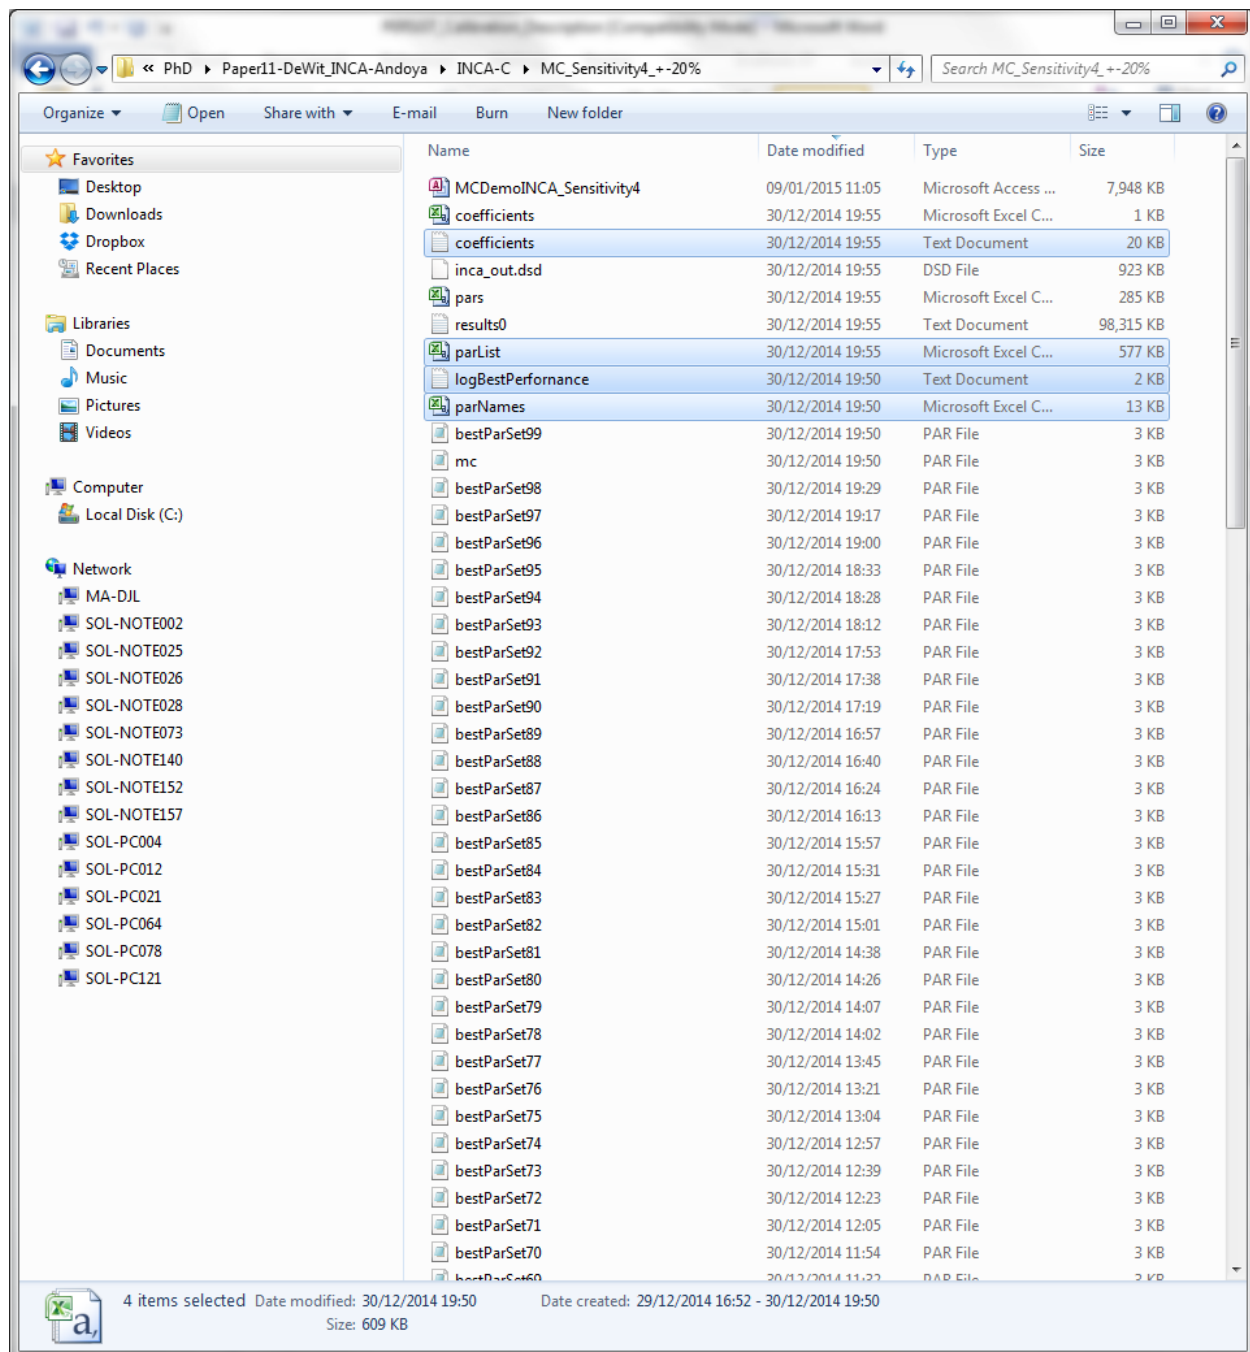 PERSiST_Calibration_Description [Compatibility Mode] - Microsoft Word
« PhD Paper11-DeWit_INCA-Andoya INCA-C MC_Sensitivity4_+-20% Search MC_Sensitivity4_+-20%
Organize Open Share with E-mail Burn New folder
Name Date modified Type Size
Favorites
Desktop
Downloads
Dropbox
Recent Places
Libraries
Documents
Music
Pictures
Videos
Computer
Local Disk (C:)
Network
MA-DJL
SOL-NOTE002
SOL-NOTE025
SOL-NOTE026
SOL-NOTE028
SOL-NOTE073
SOL-NOTE140
SOL-NOTE152
SOL-NOTE157
SOL-PC004
SOL-PC012
SOL-PC021
SOL-PC064
SOL-PC078
SOL-PC121
MCDemoINCA_Sensitivity4 09/01/2015 11:05 Microsoft Access ... 7,948 KB
coefficients 30/12/2014 19:55 Microsoft Excel C... 1 KB
coefficients 30/12/2014 19:55 Text Document 20 KB
inca_out.dsd 30/12/2014 19:55 DSD File 923 KB
pars 30/12/2014 19:55 Microsoft Excel C... 285 KB
results0 30/12/2014 19:55 Text Document 98,315 KB
parList 30/12/2014 19:55 Microsoft Excel C... 577 KB
logBestPerfornance 30/12/2014 19:50 Text Document 2 KB
parNames 30/12/2014 19:50 Microsoft Excel C... 13 KB
bestParSet99 30/12/2014 19:50 PAR File 3 KB
mc 30/12/2014 19:50 PAR File 3 KB
bestParSet98 30/12/2014 19:29 PAR File 3 KB
bestParSet97 30/12/2014 19:17 PAR File 3 KB
bestParSet96 30/12/2014 19:00 PAR File 3 KB
bestParSet95 30/12/2014 18:33 PAR File 3 KB
bestParSet94 30/12/2014 18:28 PAR File 3 KB
bestParSet93 30/12/2014 18:12 PAR File 3 KB
bestParSet92 30/12/2014 17:53 PAR File 3 KB
bestParSet91 30/12/2014 17:38 PAR File 3 KB
bestParSet90 30/12/2014 17:19 PAR File 3 KB
bestParSet89 30/12/2014 16:57 PAR File 3 KB
bestParSet88 30/12/2014 16:40 PAR File 3 KB
bestParSet87 30/12/2014 16:24 PAR File 3 KB
bestParSet86 30/12/2014 16:13 PAR File 3 KB
bestParSet85 30/12/2014 15:57 PAR File 3 KB
bestParSet84 30/12/2014 15:31 PAR File 3 KB
bestParSet83 30/12/2014 15:27 PAR File 3 KB
bestParSet82 30/12/2014 15:01 PAR File 3 KB
bestParSet81 30/12/2014 14:38 PAR File 3 KB
bestParSet80 30/12/2014 14:26 PAR File 3 KB
bestParSet79 30/12/2014 14:07 PAR File 3 KB
bestParSet78 30/12/2014 14:02 PAR File 3 KB
bestParSet77 30/12/2014 13:45 PAR File 3 KB
bestParSet76 30/12/2014 13:21 PAR File 3 KB
bestParSet75 30/12/2014 13:04 PAR File 3 KB
bestParSet74 30/12/2014 12:57 PAR File 3 KB
bestParSet73 30/12/2014 12:39 PAR File 3 KB
bestParSet72 30/12/2014 12:23 PAR File 3 KB
bestParSet71 30/12/2014 12:05 PAR File 3 KB
bestParSet70 30/12/2014 11:54 PAR File 3 KB
bestParSet69 30/12/2014 11:32 PAR File 3 KB
4 items selected Date modified: 30/12/2014 19:50 Date created: 29/12/2014 16:52 - 30/12/2014 19:50
Size: 609 KB